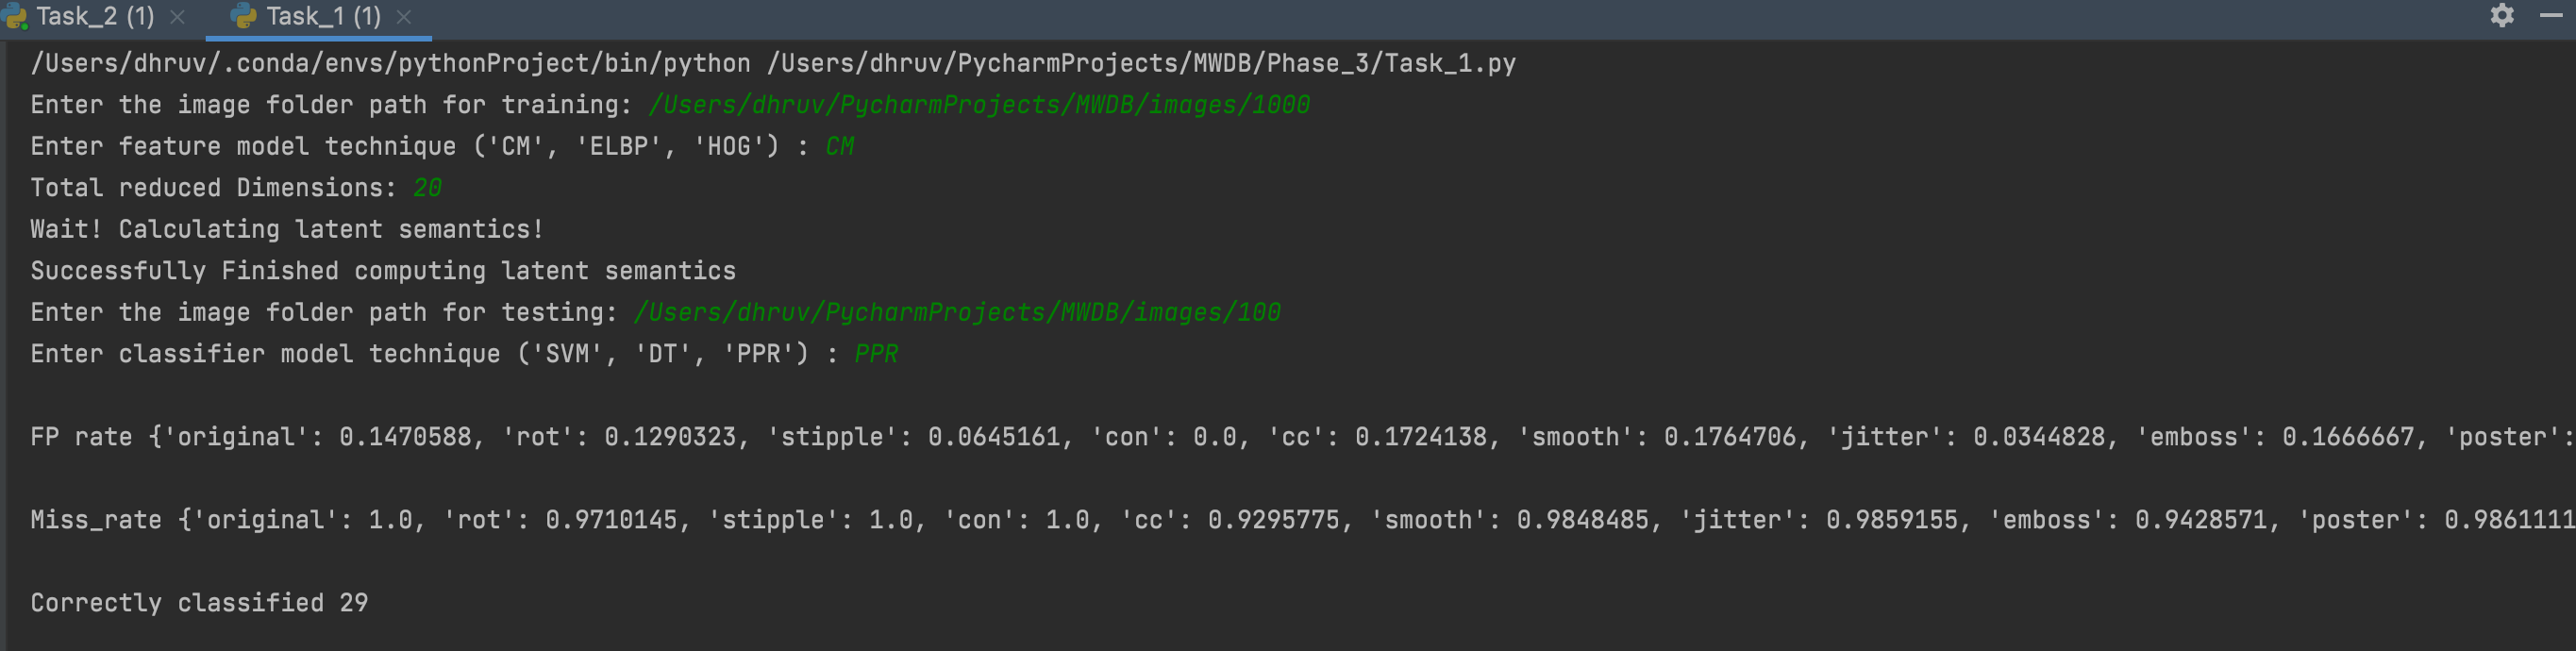 Task_2 (1) Task_1 (1)
/Users/dhruv/.conda/envs/pythonProject/bin/python /Users/dhruv/PycharmProjects/MWDB/Phase_3/Task_1.py
Enter the image folder path for training: /Users/dhruv/PycharmProjects/MWDB/images/1000
Enter feature model technique ('CM', 'ELBP', 'HOG') : CM
Total reduced Dimensions: 20
Wait! Calculating latent semantics!
Successfully Finished computing latent semantics
Enter the image folder path for testing: /Users/dhruv/PycharmProjects/MWDB/images/100
Enter classifier model technique ('SVM', 'DT', 'PPR') : PPR
FP rate {'original': 0.1470588, 'rot': 0.1290323, 'stipple': 0.0645161, 'con': 0.0, 'cc': 0.1724138, 'smooth': 0.1764706, 'jitter': 0.0344828, 'emboss': 0.1666667, 'poster':
Miss_rate {'original': 1.0, 'rot': 0.9710145, 'stipple': 1.0, 'con': 1.0, 'cc': 0.9295775, 'smooth': 0.9848485, 'jitter': 0.9859155, 'emboss': 0.9428571, 'poster': 0.9861111
Correctly classified 29